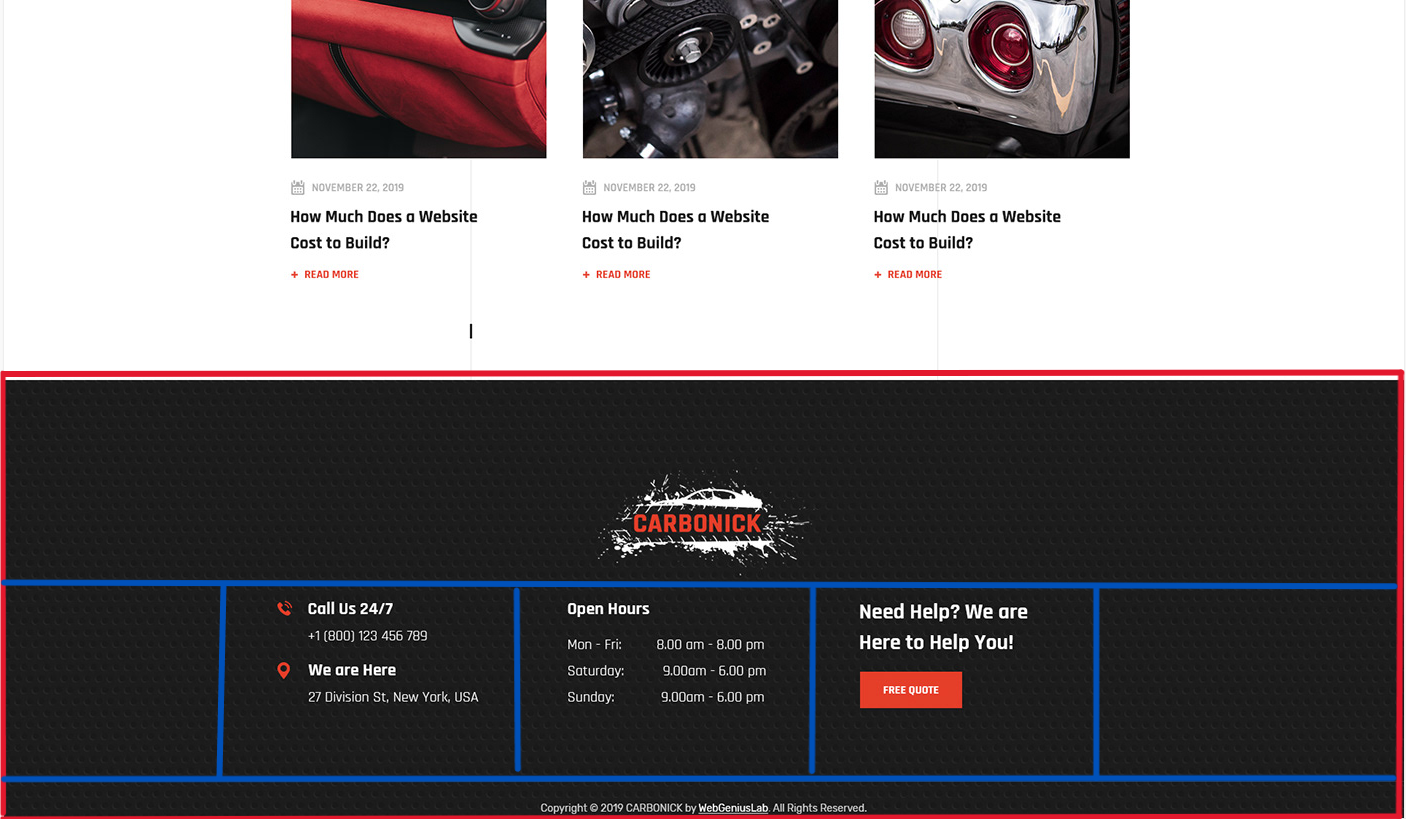 NOVEMBER 22, 2019
How Much Does a Website
Cost to Build?
+ READ MORE
NOVEMBER 22, 2019
How Much Does a Website
Cost to Build?
+ READ MORE
NOVEMBER 22, 2019
How Much Does a Website
Cost to Build?
+ READ MORE
CARBONICK
Call Us 24/7
+1 (800) 123 456 789
We are Here
27 Division St, New York, USA
Open Hours
Mon - Fri: 8.00 am - 8.00 pm
Saturday: 9.00am - 6.00 pm
Sunday: 9.00am - 6.00 pm
Need Help? We are
Here to Help You!
FREE QUOTE
Copyright © 2019 CARBONICK by WebGeniusLab. All Rights Reserved.